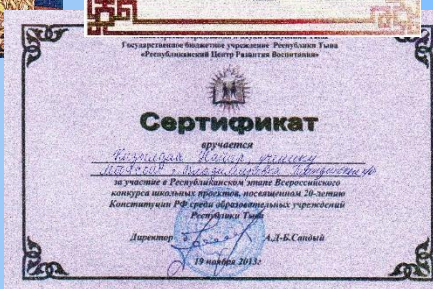 Государственное бюджетное учреждение Республики Тыва
«Республиканский Центр Развития Воспитания»
Сертификат
вручается
ученику
за участие в Республиканском этапе Всероссийского
конкурса школьных проектов, посвященном 20-летию
Конституции РФ среди образовательных учреждений
Республики Тыва
Директор А.Д-Б.Сандый
19 ноября 2013г